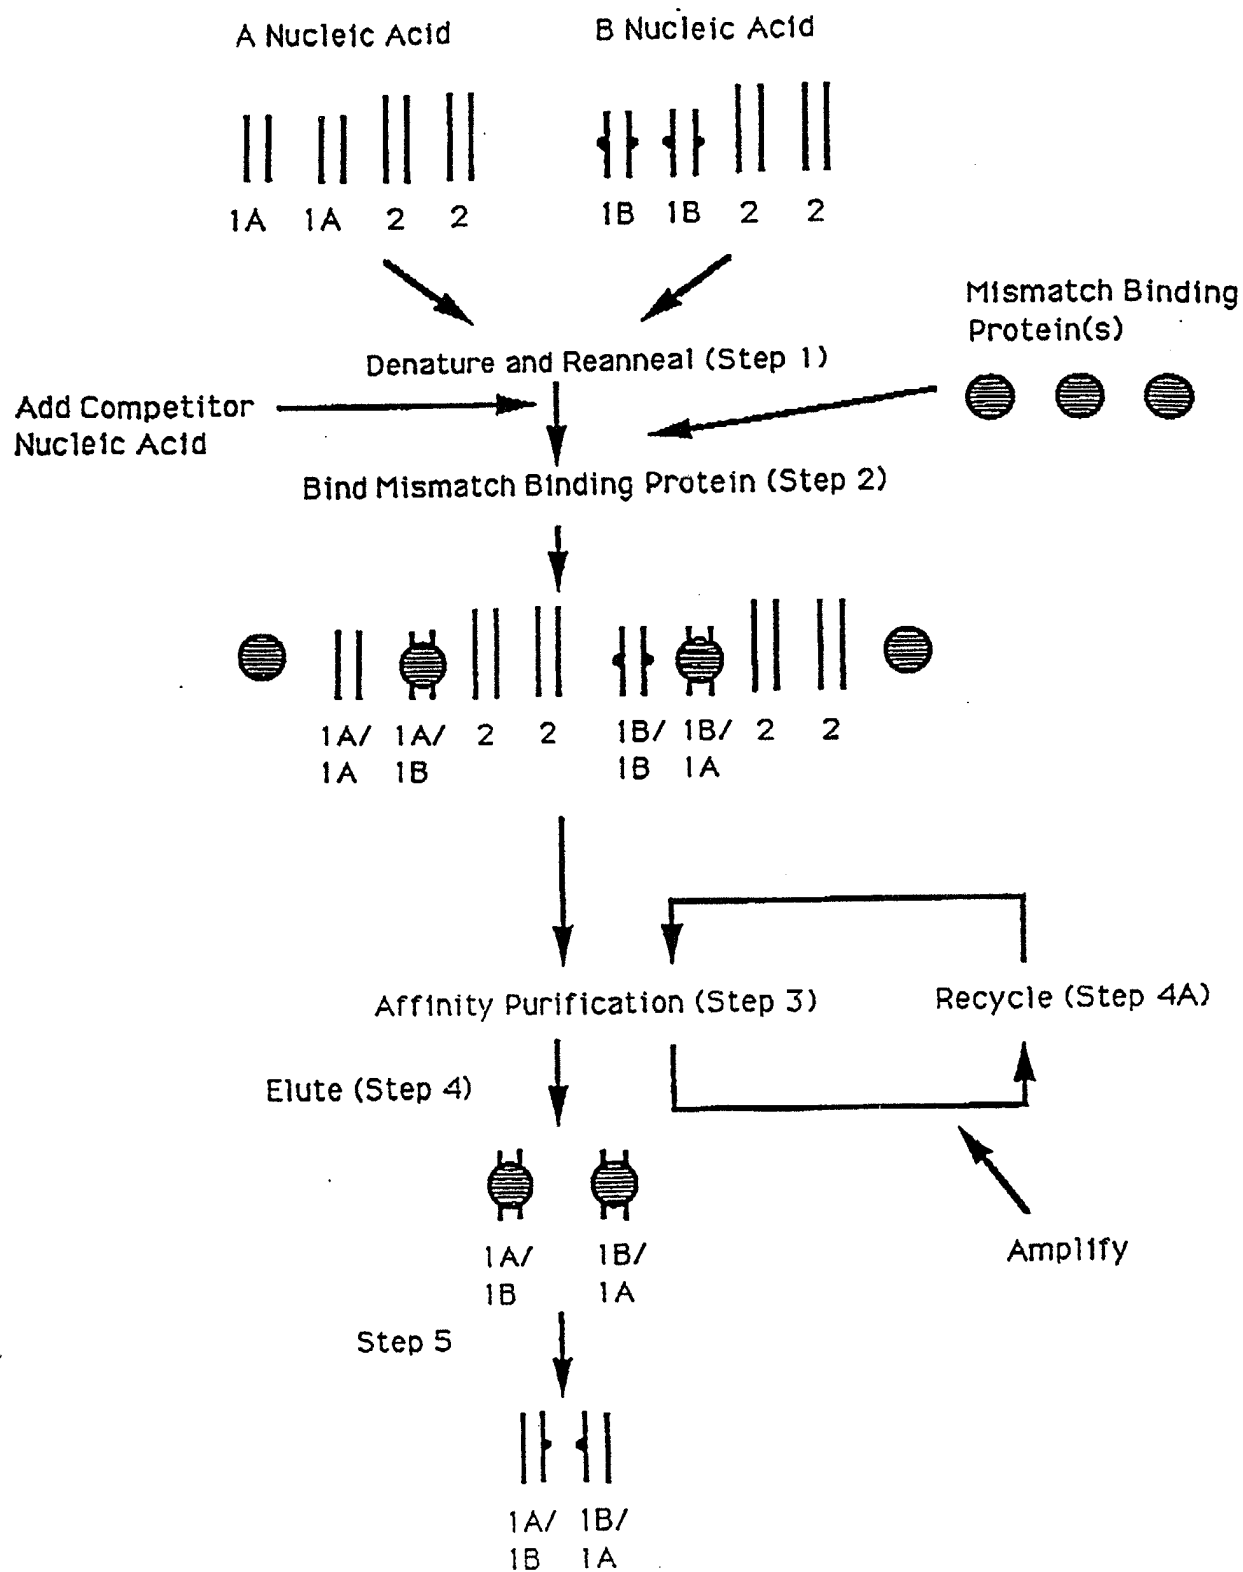 A Nucleic Acid
B Nucleic Acid
1A 1A 2 2
1B 1B 2 2
Mismatch Binding
Protein(s)
Denature and Reanneal (Step 1)
Add Competitor
Nucleic Acid
Bind Mismatch Binding Protein (Step 2)
1A/ 1A/ 2 2 1B/ 1B/ 2 2
1A 1B 1B 1A
Affinity Purification (Step 3)
Recycle (Step 4A)
Elute (Step 4)
1A/ 1B/
1B 1A
Amplify
Step 5
1A/ 1B/
1B 1A